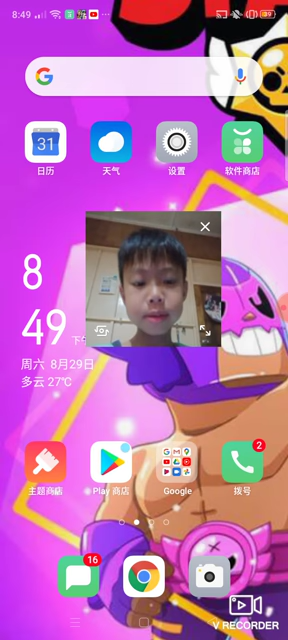 8:49
31
日历
天气
设置
软件商店
8
49 下午
周六 8月29日
多云 27℃
主题商店
Play 商店
Google
2
拨号
16
V RECORDER